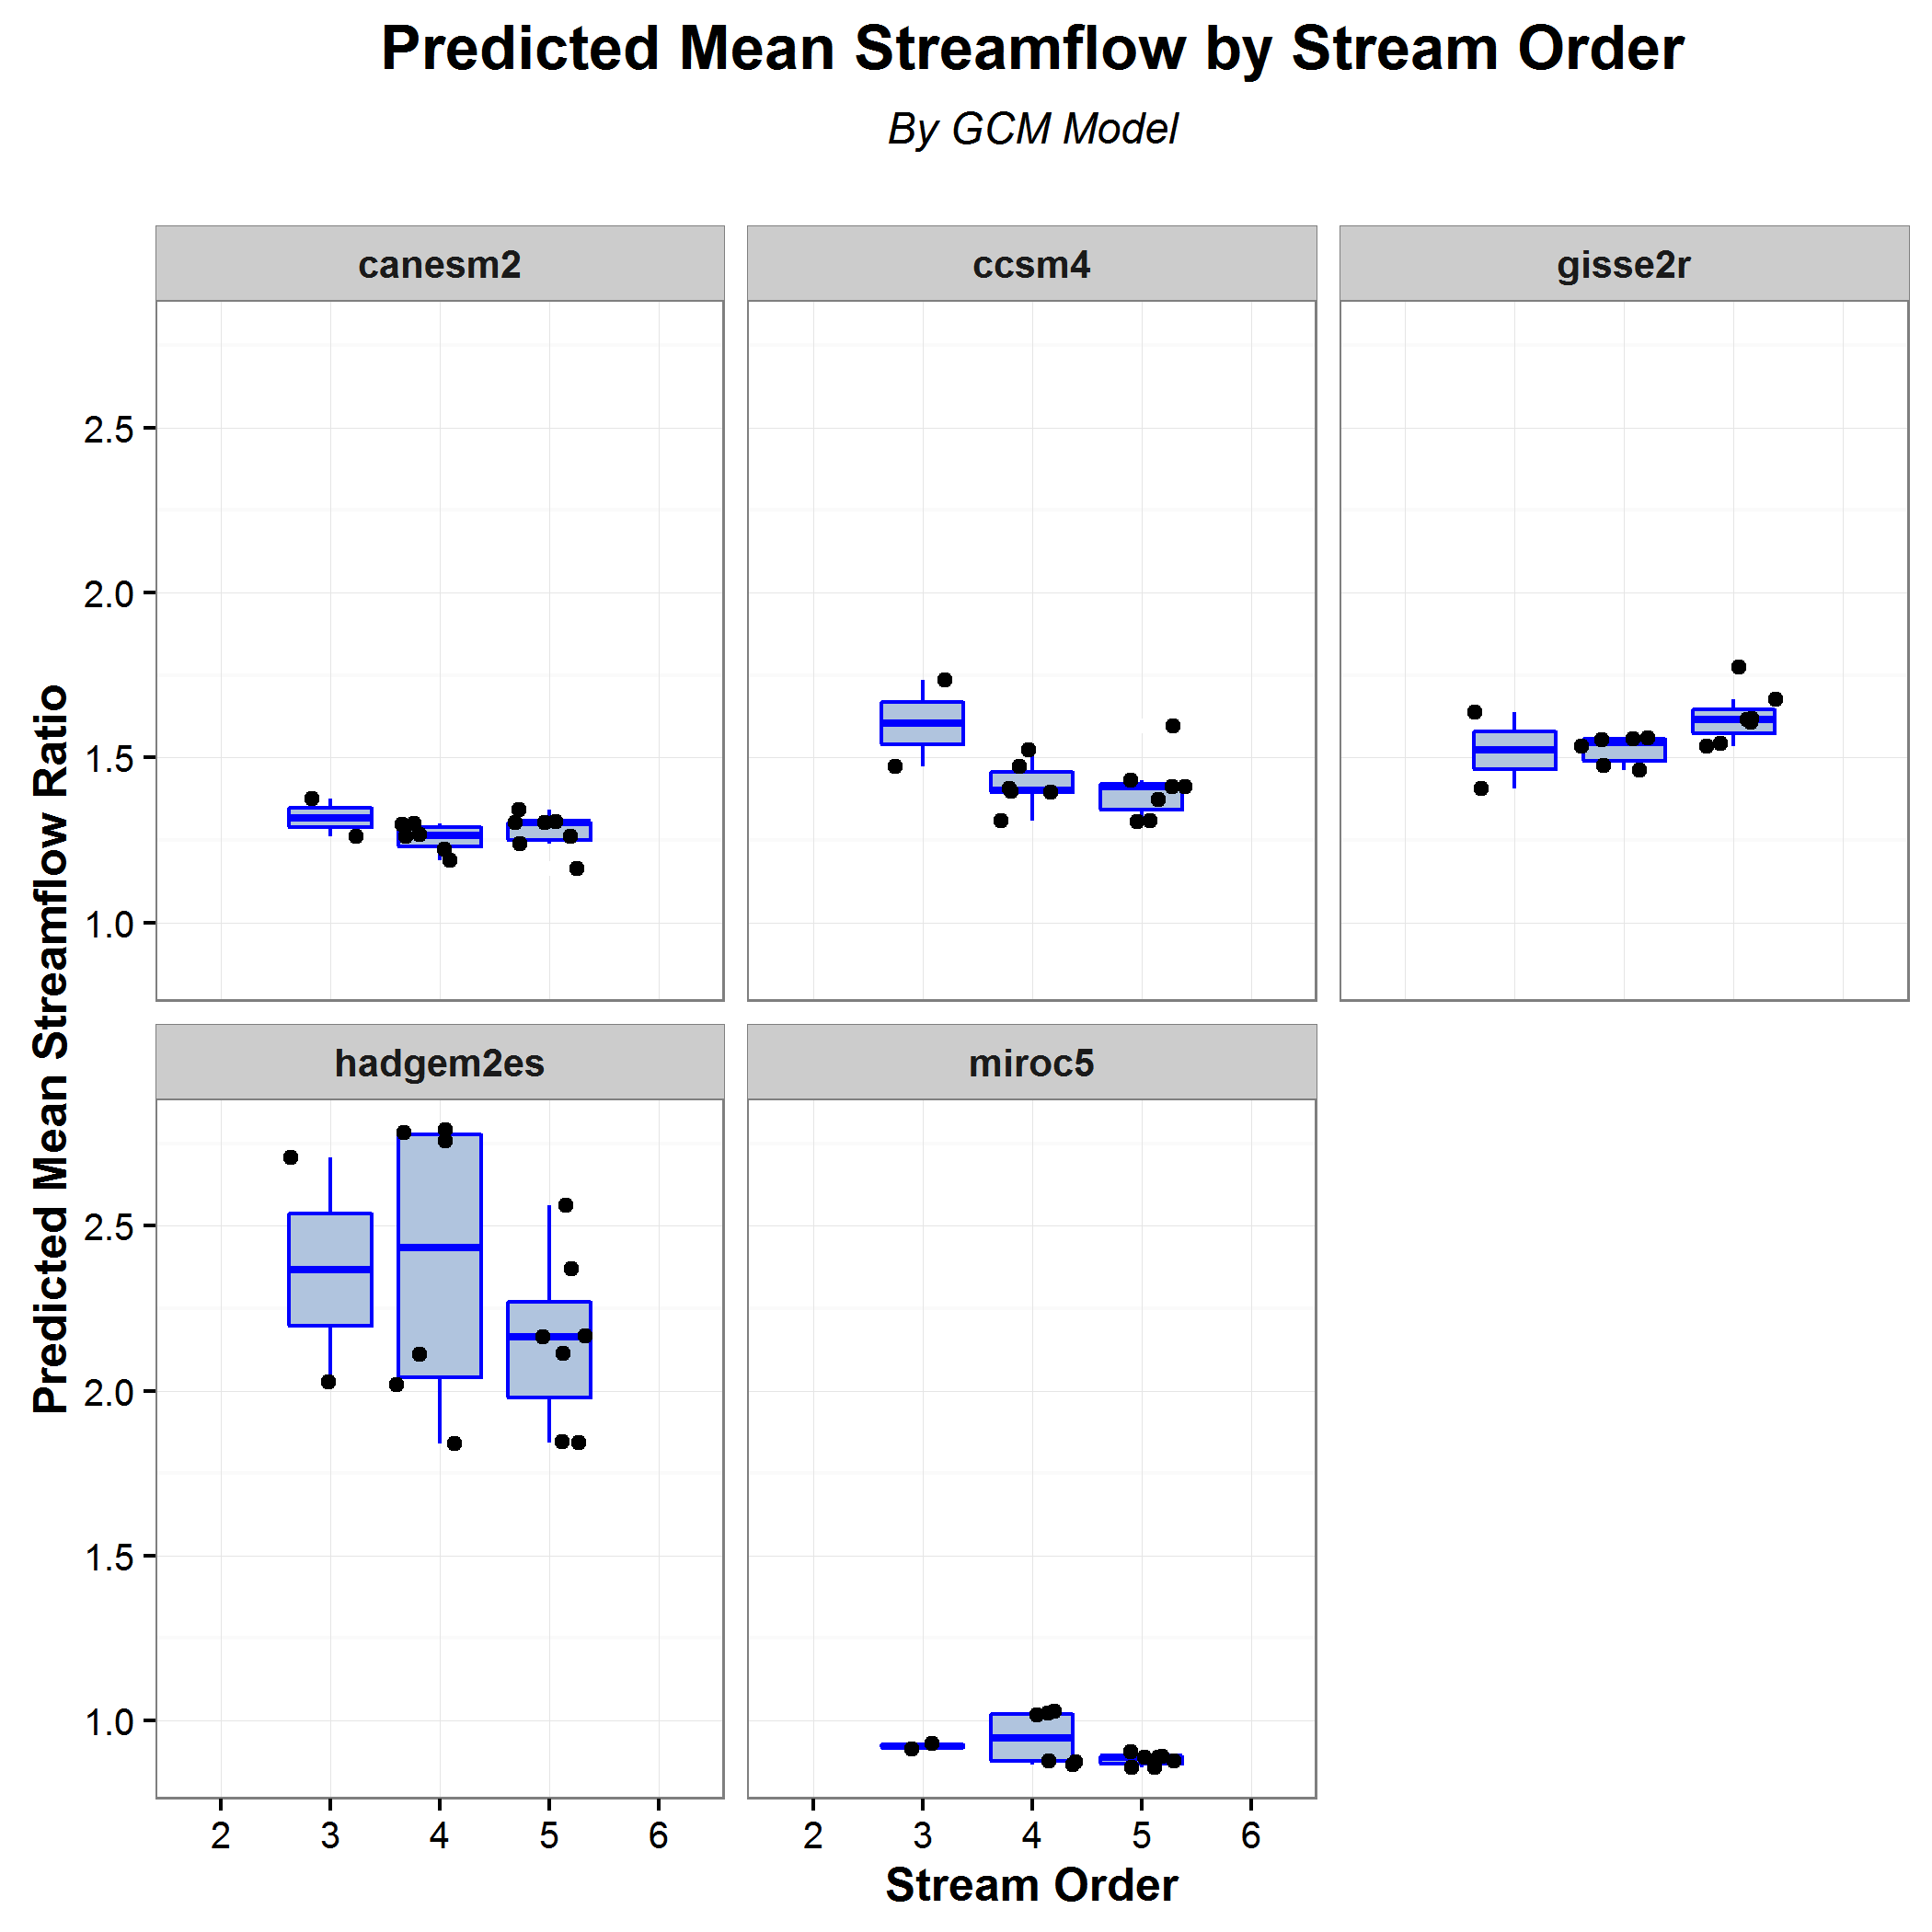 Predicted Mean Streamflow by Stream Order
By GCM Model
canesm2
ccsm4
gisse2r
2.5
2.0
1.5
1.0
hadgem2es
miroc5
2.5
2.0
1.5
1.0
2 3 4 5 6
2 3 4 5 6
Stream Order
Predicted Mean Streamflow Ratio